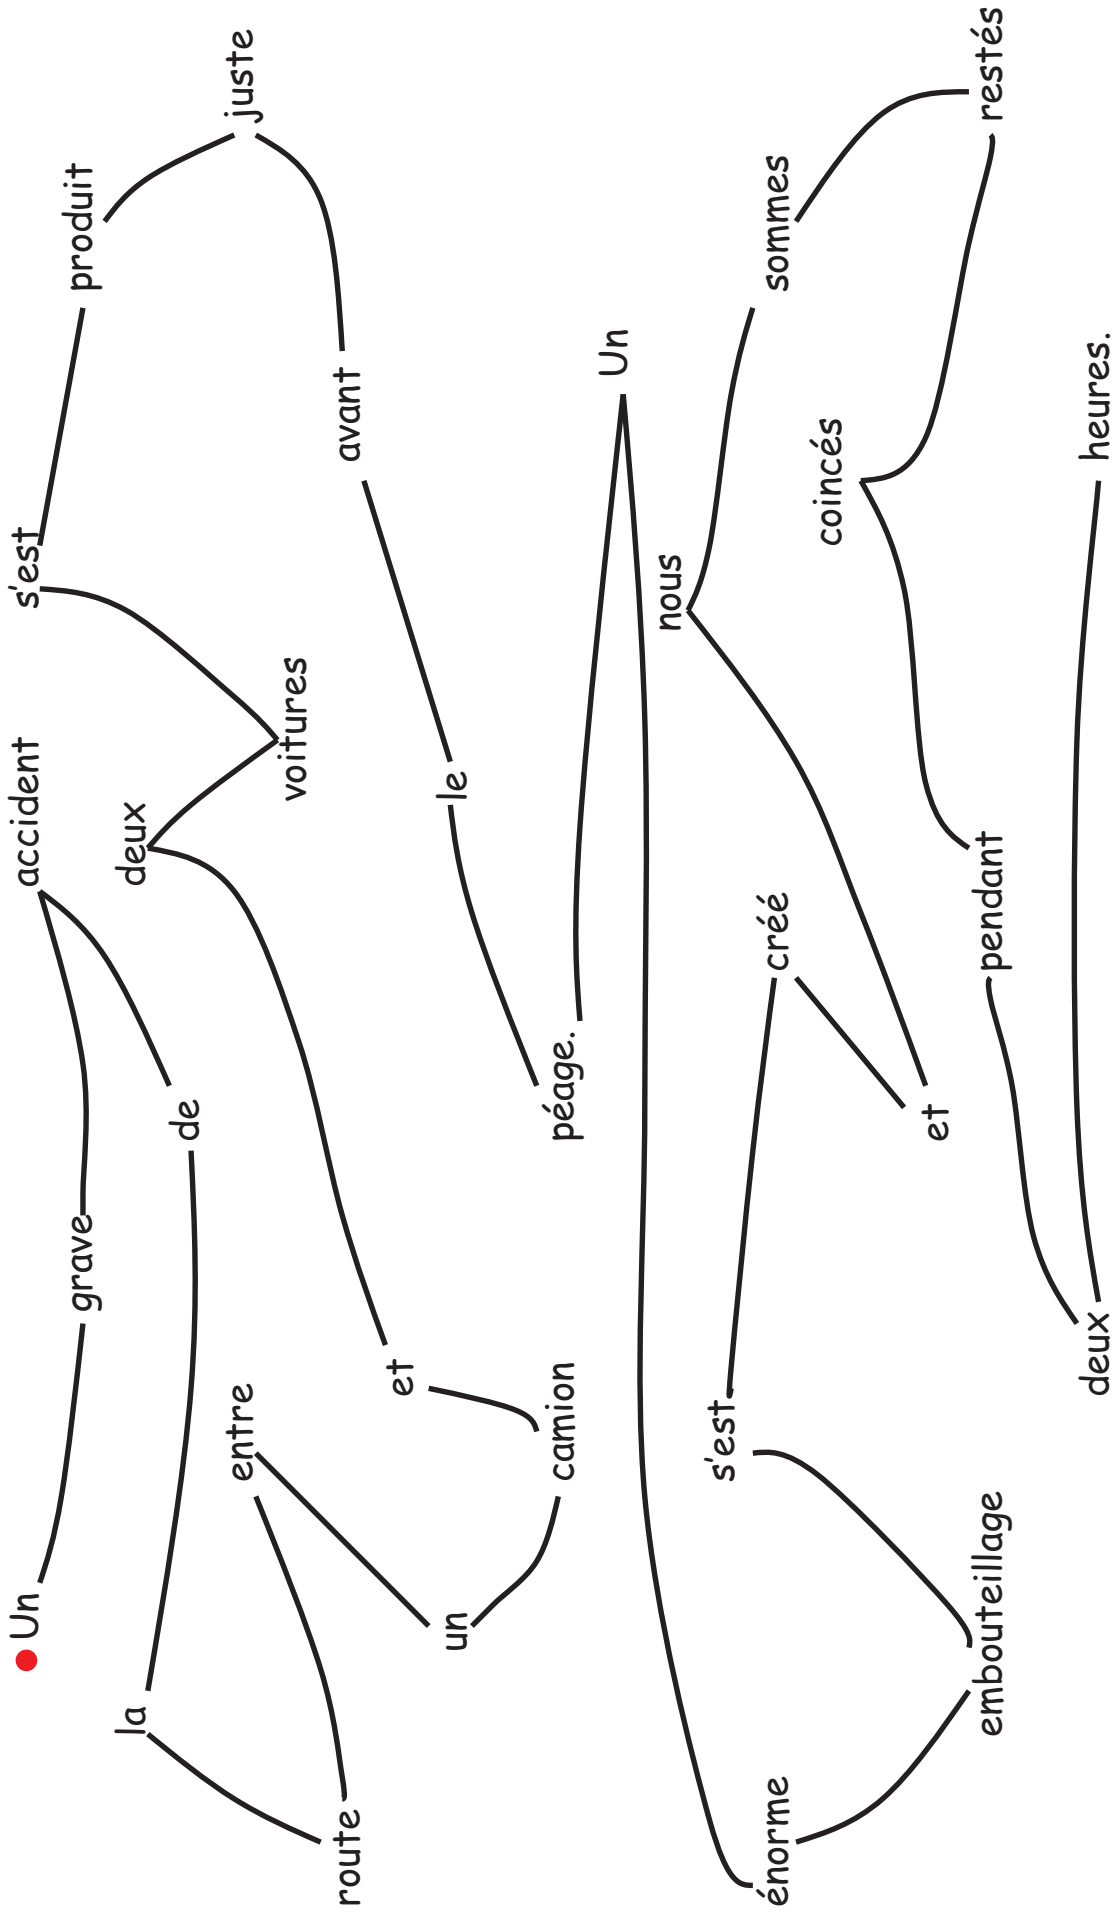 Un
grave
accident
de
la
route
entre
un
camion
et
deux
voitures
s'est
produit
juste
avant
le
péage.
Un
énorme
embouteillage
s'est
créé
et
nous
sommes
restés
coincés
pendant
deux
heures.